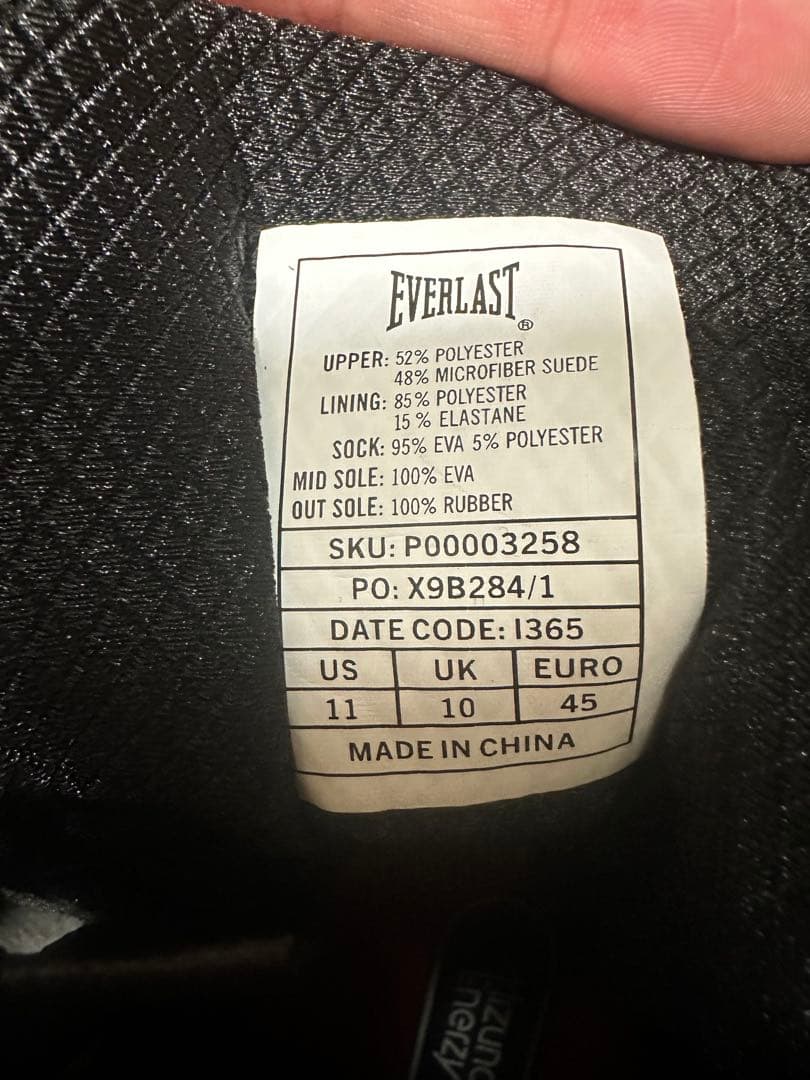 EVERLAST®
UPPER: 52% POLYESTER
48% MICROFIBER SUEDE
LINING: 85% POLYESTER
15% ELASTANE
SOCK: 95% EVA 5% POLYESTER
MID SOLE: 100% EVA
OUT SOLE: 100% RUBBER
SKU: P00003258
PO: X9B284/1
DATE CODE: I365
US UK EURO
11 10 45
MADE IN CHINA